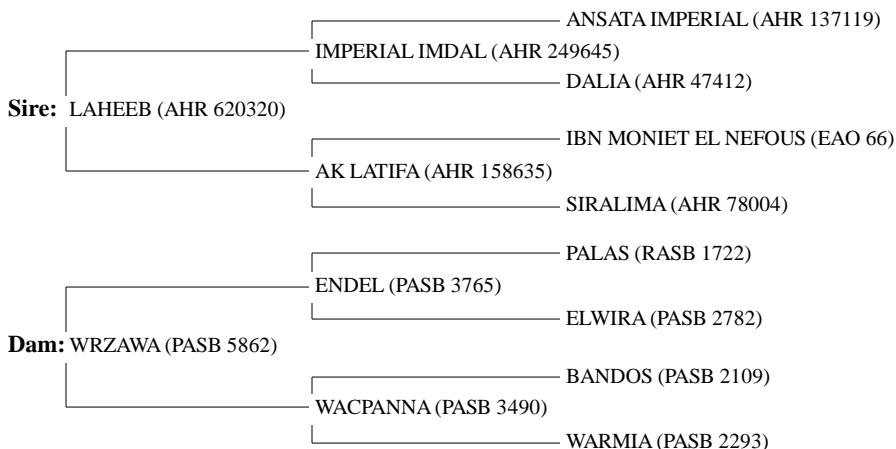 ANSATA IMPERIAL (AHR 137119)
IMPERIAL IMDAL (AHR 249645)
DALIA (AHR 47412)
Sire: LAHEEB (AHR 620320)
IBN MONIET EL NEFOUS (EAO 66)
AK LATIFA (AHR 158635)
SIRALIMA (AHR 78004)
PALAS (RASB 1722)
ENDEL (PASB 3765)
ELWIRA (PASB 2782)
Dam: WRZAWA (PASB 5862)
BANDOS (PASB 2109)
WACPANNA (PASB 3490)
WARMIA (PASB 2293)